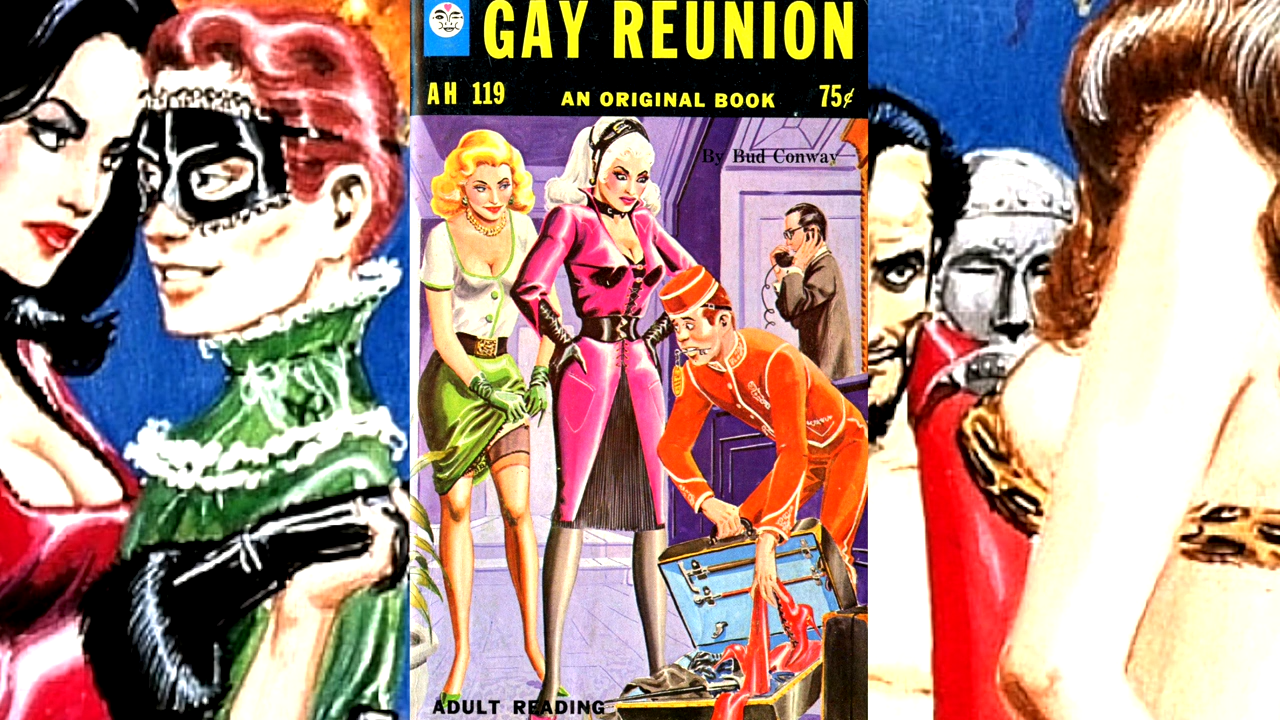 GAY REUNION
AH 119 AN ORIGINAL BOOK 75¢
By Bud Conway
ADULT READING